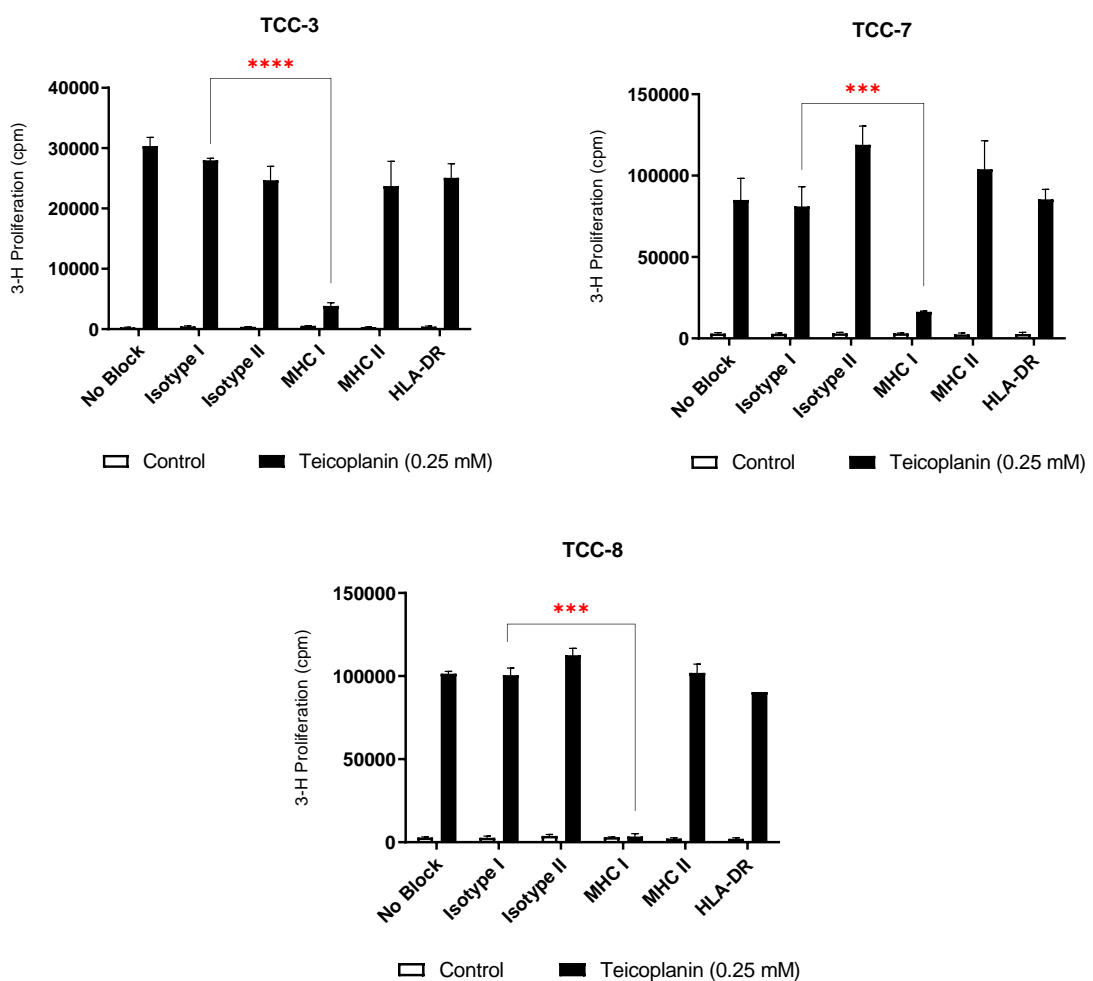 TCC-3
****
3-H Proliferation (cpm)
40000
30000
20000
10000
0
No Block
Isotype I
Isotype II
MHC I
MHC II
HLA-DR
Control
Teicoplanin (0.25 mM)
TCC-7
***
3-H Proliferation (cpm)
150000
100000
50000
0
No Block
Isotype I
Isotype II
MHC I
MHC II
HLA-DR
Control
Teicoplanin (0.25 mM)
TCC-8
***
3-H Proliferation (cpm)
150000
100000
50000
0
No Block
Isotype I
Isotype II
MHC I
MHC II
HLA-DR
Control
Teicoplanin (0.25 mM)